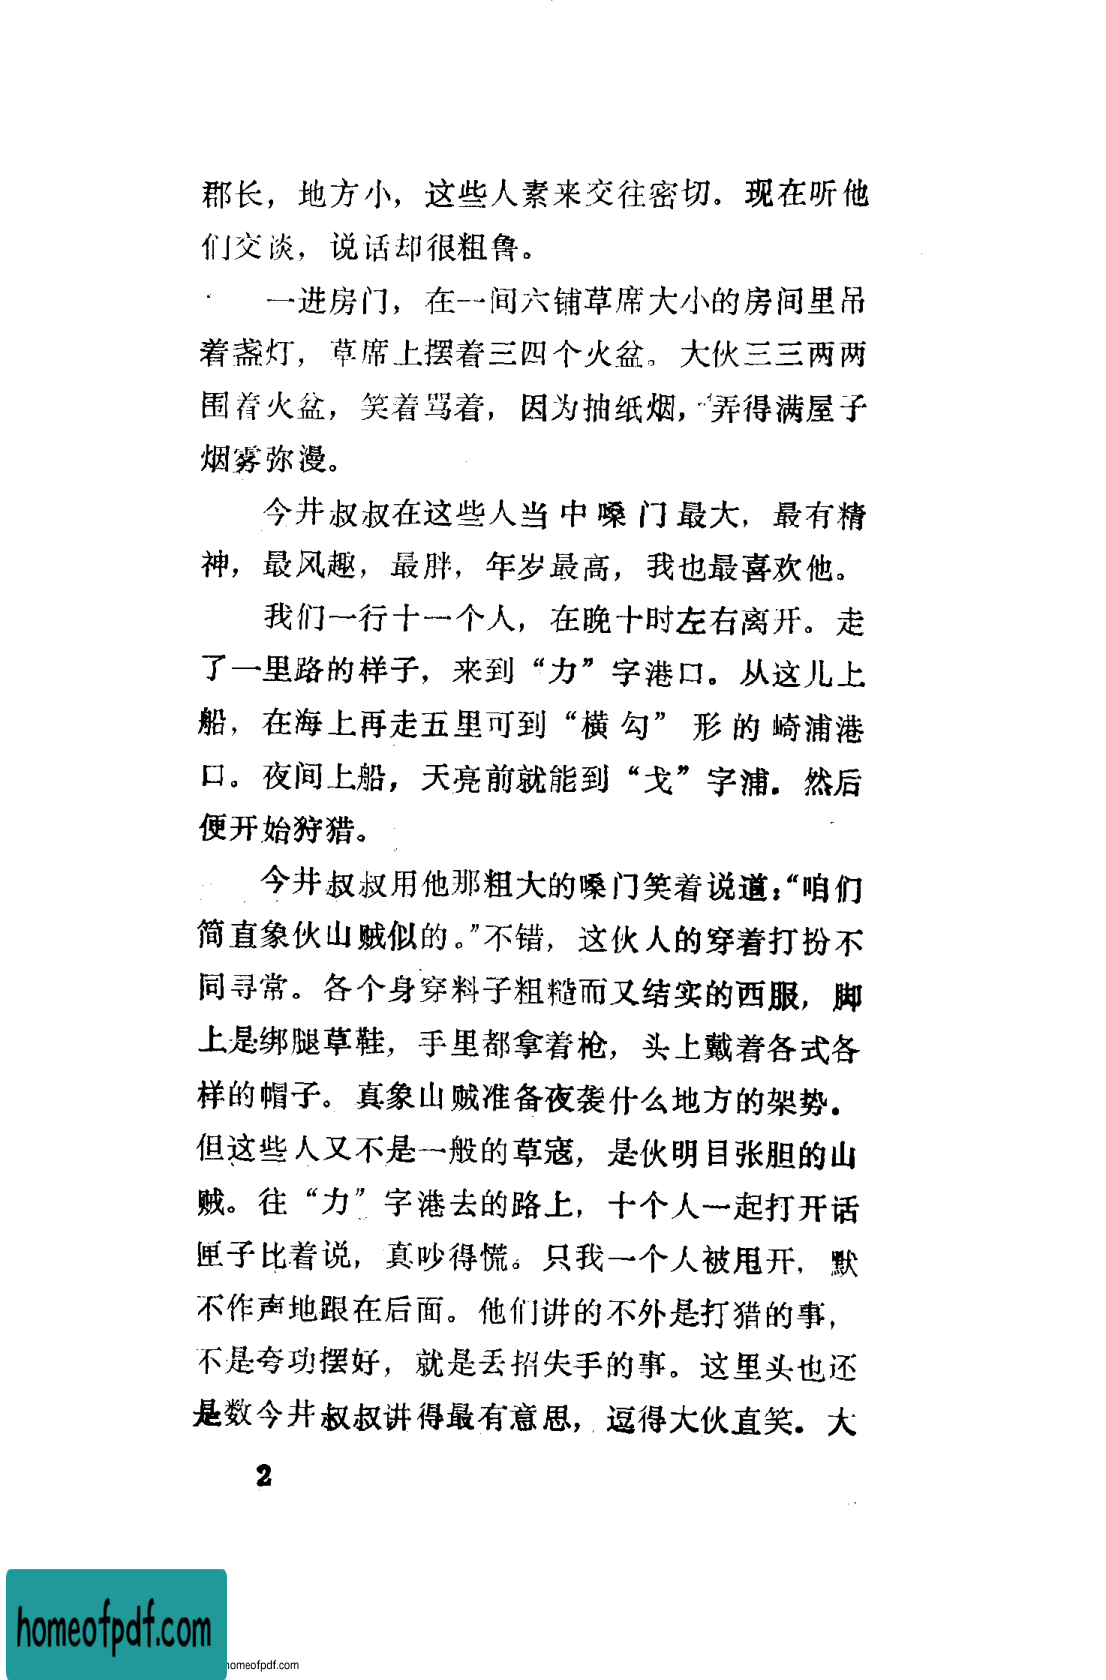 郡长，地方小，这些人素来交往密切。现在听他
们交谈，说话却很粗鲁。
一进房门，在一间六铺草席大小的房间里吊
着盏灯，草席上摆着三四个火盆。大伙三三两两
围着火盆，笑着骂着，因为抽纸烟，弄得满屋子
烟雾弥漫。
今井叔叔在这些人当中嗓门最大，最有精
神，最风趣，最胖，年岁最高，我也最喜欢他。
我们一行十一个人，在晚十时左右离开。走
了一里路的样子，来到“力”字港口。从这儿上
船，在海上再走五里可到“横勾”形的崎浦港
口。夜间上船，天亮前就能到“戈”字浦。然后
便开始狩猎。
今井叔叔用他那粗大的嗓门笑着说道：“咱们
简直象伙山贼似的。”不错，这伙人的穿着打扮不
同寻常。各个身穿料子粗糙而又结实的西服，脚
上是绑腿草鞋，手里都拿着枪，头上戴着各式各
样的帽子。真象山贼准备夜袭什么地方的架势。
但这些人又不是一般的草寇，是伙明目张胆的山
贼。往“力”字港去的路上，十个人一起打开话
匣子比着说，真吵得慌。只我一个人被甩开，默
不作声地跟在后面。他们讲的不外是打猎的事，
不是夸功摆好，就是丢招失手的事。这里头也还
是数今井叔叔讲得最有意思，逗得大伙直笑。大
2
homeofpdf.com
homeofpdf.com